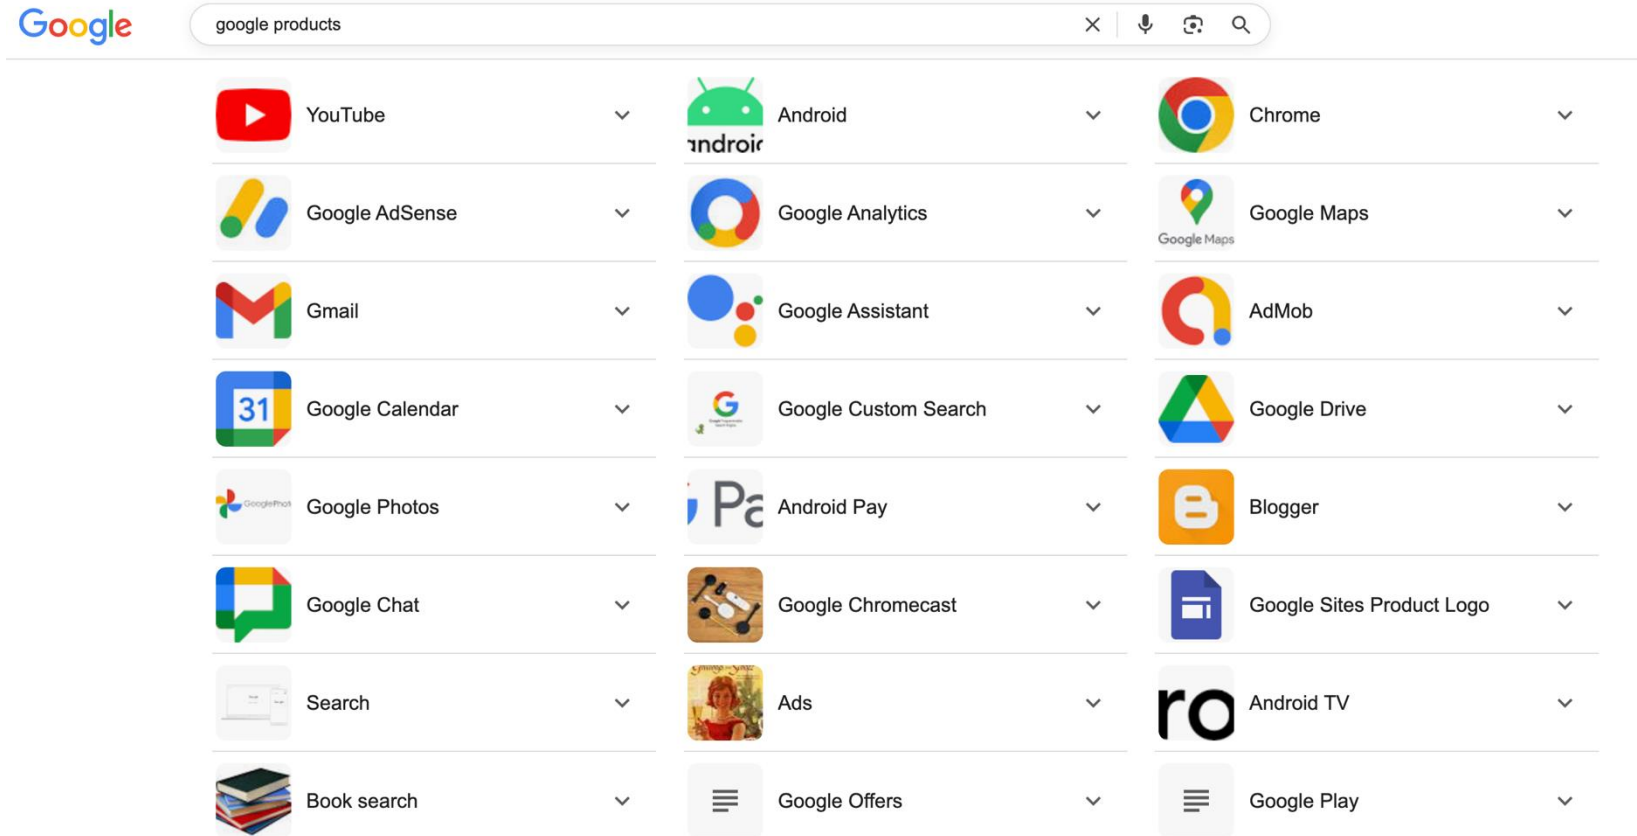 Google
google products
YouTube
android
Android
Chrome
Google AdSense
Google Analytics
Google Maps
Google Maps
Gmail
Google Assistant
AdMob
31
Google Calendar
G
Google Custom Search
Google Drive
Google Photos
Pa
Android Pay
Blogger
Google Chat
Google Chromecast
Google Sites Product Logo
Search
Ads
ro
Android TV
Book search
Google Offers
Google Play